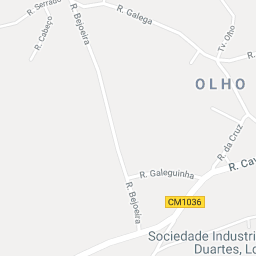 R. Serrado
R. Cabeço
R. Bejoeira
R. Galega
Tv. Olho
OLHO
R. da Cruz
R. Galeguinha
R. Cav
R. Bejoeira
CM1036
Sociedade Industri
Duartes, Lo